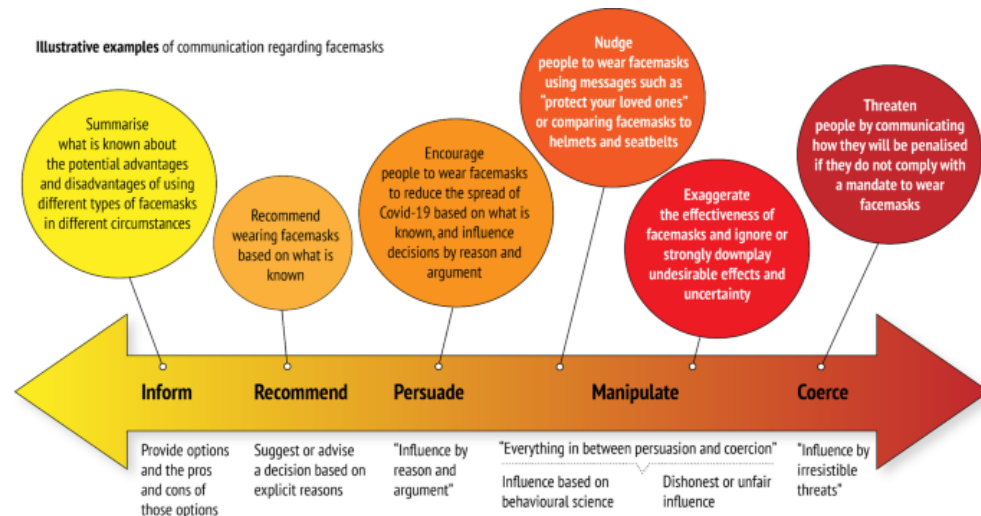 Illustrative examples of communication regarding facemasks
Summarise
what is known about
the potential advantages
and disadvantages of using
different types of facemasks
in different circumstances
Recommend
wearing facemasks
based on what is
known
Encourage
people to wear facemasks
to reduce the spread of
Covid-19 based on what is
known, and influence
decisions by reason and
argument
Nudge
people to wear facemasks
using messages such as
“protect your loved ones”
or comparing facemasks to
helmets and seatbelts
Exaggerate
the effectiveness of
facemasks and ignore or
strongly downplay
undesirable effects and
uncertainty
Threaten
people by communicating
how they will be penalised
if they do not comply with
a mandate to wear
facemasks
Inform
Recommend
Persuade
Manipulate
Coerce
Provide options
and the pros
and cons of
those options
Suggest or advise
a decision based on
explicit reasons
“Influence by
reason and
argument”
“Everything in between persuasion and coercion”
Influence based on
behavioural science
Dishonest or unfair
influence
“Influence by
irresistible
threats”